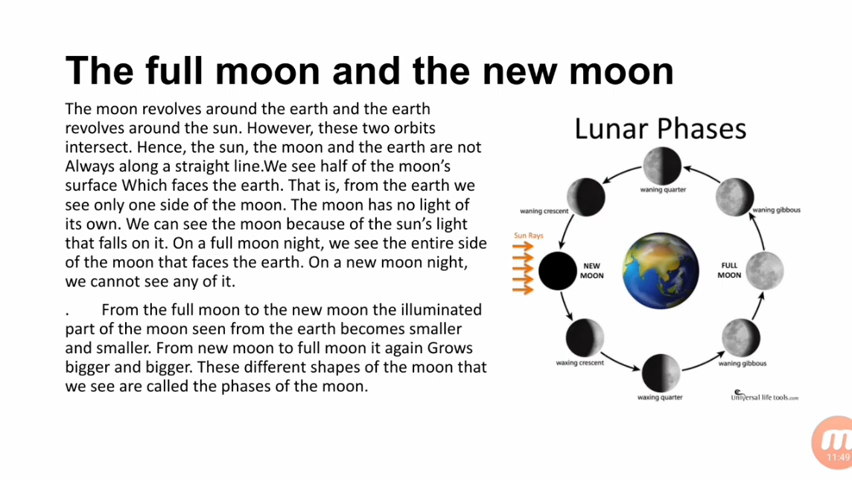 The full moon and the new moon
The moon revolves around the earth and the earth
revolves around the sun. However, these two orbits
intersect. Hence, the sun, the moon and the earth are not
Always along a straight line.We see half of the moon's
surface Which faces the earth. That is, from the earth we
see only one side of the moon. The moon has no light of
its own. We can see the moon because of the sun's light
that falls on it. On a full moon night, we see the entire side
of the moon that faces the earth. On a new moon night,
we cannot see any of it.
. From the full moon to the new moon the illuminated
part of the moon seen from the earth becomes smaller
and smaller. From new moon to full moon it again Grows
bigger and bigger. These different shapes of the moon that
we see are called the phases of the moon.
Lunar Phases
waning quarter
waning crescent
waning gibbous
Sun Rays
NEW
MOON
FULL
MOON
waxing crescent
waning gibbous
waxing quarter
Universal life tools.com
11:49